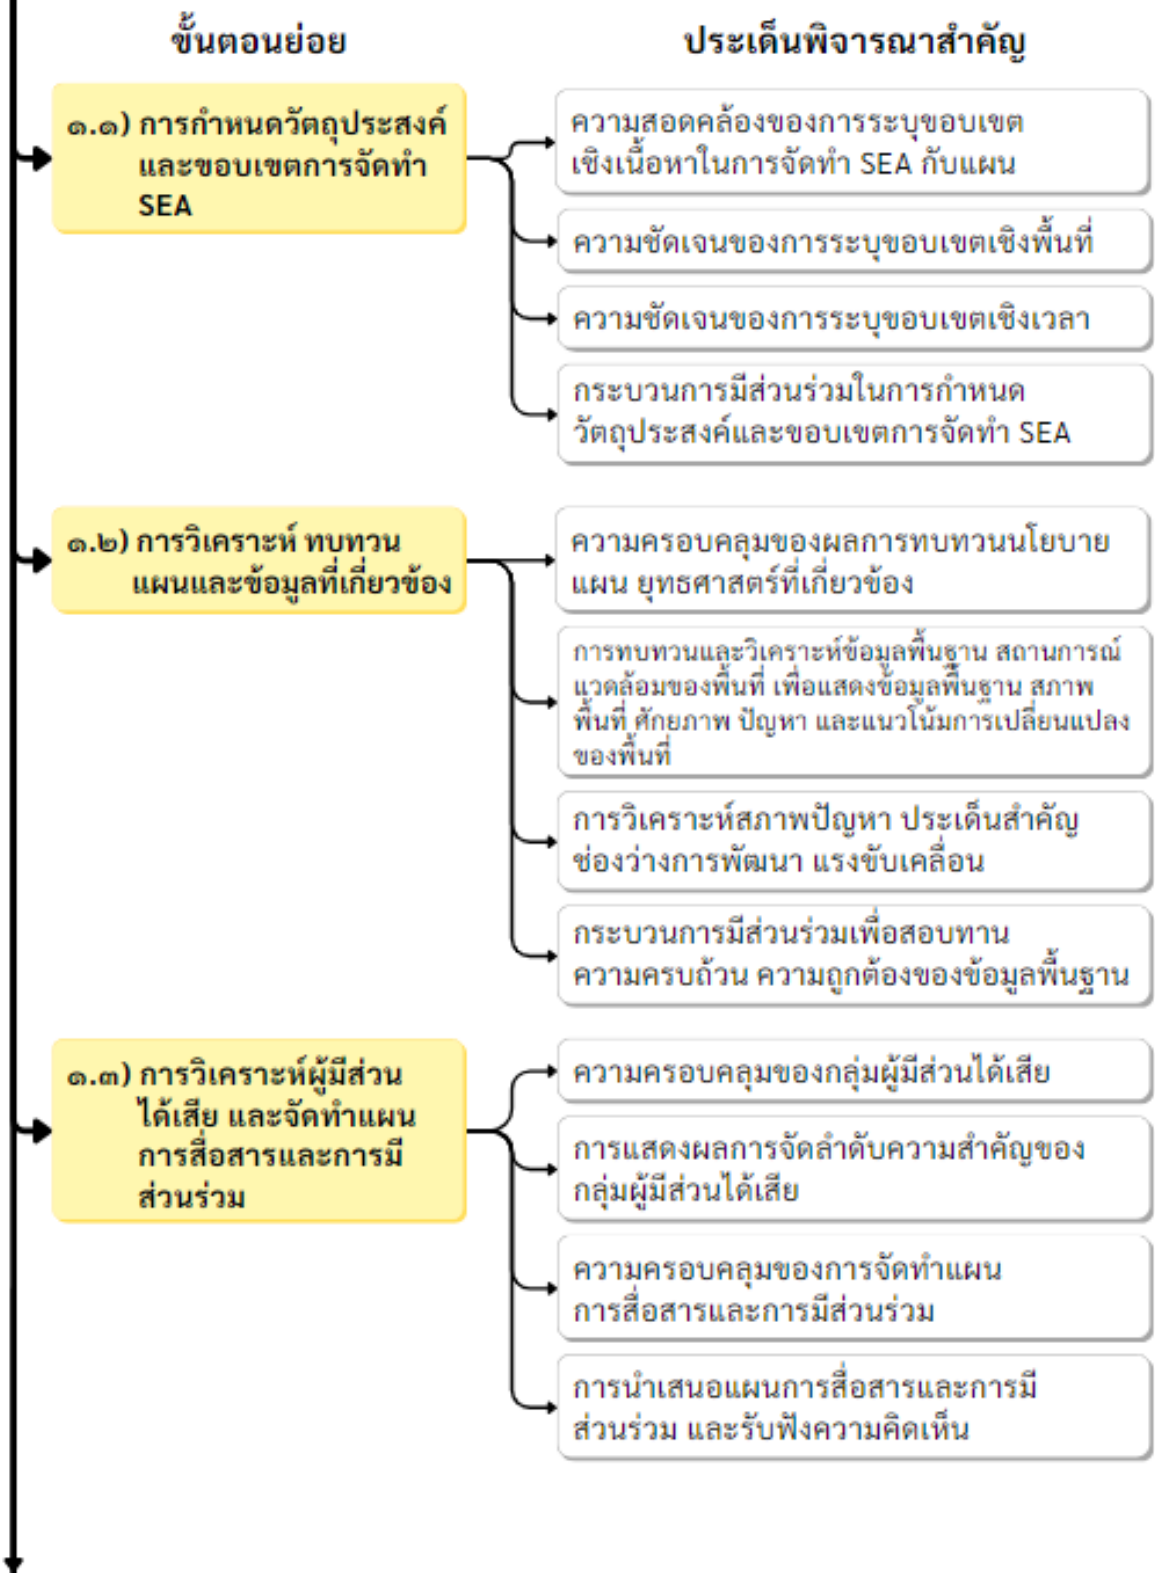 ขั้นตอนย่อย
ประเด็นพิจารณาสำคัญ
๑.๑) การกำหนดวัตถุประสงค์
และขอบเขตการจัดทำ
SEA
ความสอดคล้องของการระบุขอบเขต
เชิงเนื้อหาในการจัดทำ SEA กับแผน
ความชัดเจนของการระบุขอบเขตเชิงพื้นที่
ความชัดเจนของการระบุขอบเขตเชิงเวลา
กระบวนการมีส่วนร่วมในการกำหนด
วัตถุประสงค์และขอบเขตการจัดทำ SEA
๑.๒) การวิเคราะห์ ทบทวน
แผนและข้อมูลที่เกี่ยวข้อง
ความครอบคลุมของผลการทบทวนนโยบาย
แผน ยุทธศาสตร์ที่เกี่ยวข้อง
การทบทวนและวิเคราะห์ข้อมูลพื้นฐาน สถานการณ์
แวดล้อมของพื้นที่ เพื่อแสดงข้อมูลพื้นฐาน สภาพ
พื้นที่ ศักยภาพ ปัญหา และแนวโน้มการเปลี่ยนแปลง
ของพื้นที่
การวิเคราะห์สภาพปัญหา ประเด็นสำคัญ
ช่องว่างการพัฒนา แรงขับเคลื่อน
กระบวนการมีส่วนร่วมเพื่อสอบทาน
ความครบถ้วน ความถูกต้องของข้อมูลพื้นฐาน
๑.๓) การวิเคราะห์ผู้มีส่วน
ได้เสีย และจัดทำแผน
การสื่อสารและการมี
ส่วนร่วม
ความครอบคลุมของกลุ่มผู้มีส่วนได้เสีย
การแสดงผลการจัดลำดับความสำคัญของ
กลุ่มผู้มีส่วนได้เสีย
ความครอบคลุมของการจัดทำแผน
การสื่อสารและการมีส่วนร่วม
การนำเสนอแผนการสื่อสารและการมี
ส่วนร่วม และรับฟังความคิดเห็น